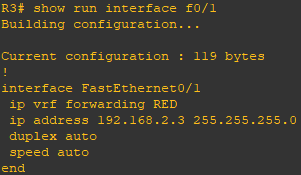 R3# show run interface f0/1
Building configuration...
Current configuration : 119 bytes
!
interface FastEthernet0/1
ip vrf forwarding RED
ip address 192.168.2.3 255.255.255.0
duplex auto
speed auto
end